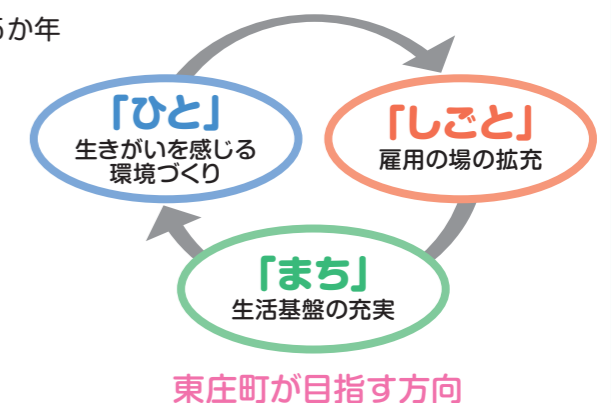 か年
「ひと」
生きがいを感じる
環境づくり
「しごと」
雇用の場の拡充
「まち」
生活基盤の充実
東庄町が目指す方向